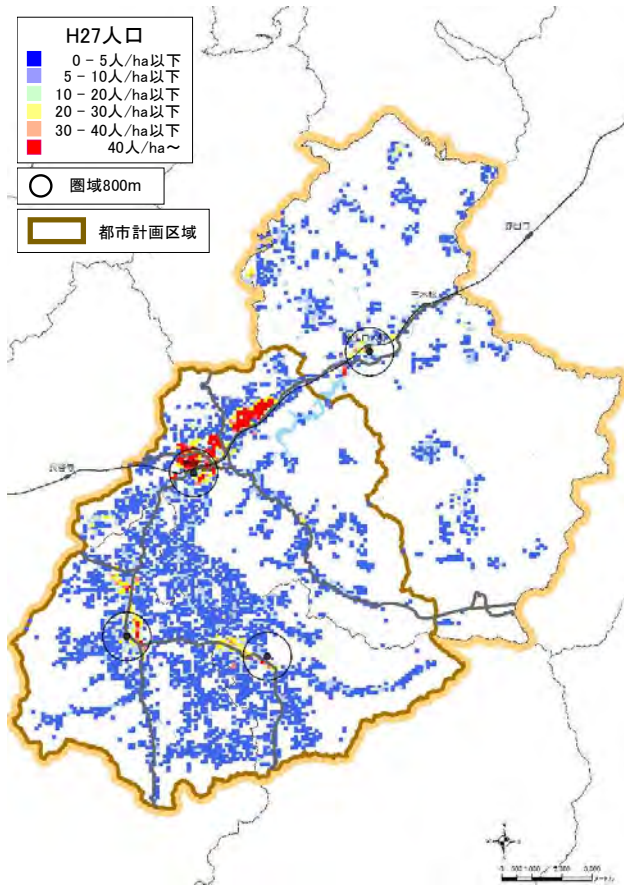 H27人口
0 - 5人/ha以下
5 - 10人/ha以下
10 - 20人/ha以下
20 - 30人/ha以下
30 - 40人/ha以下
40人/ha~
圏域800m
都市計画区域
三本松